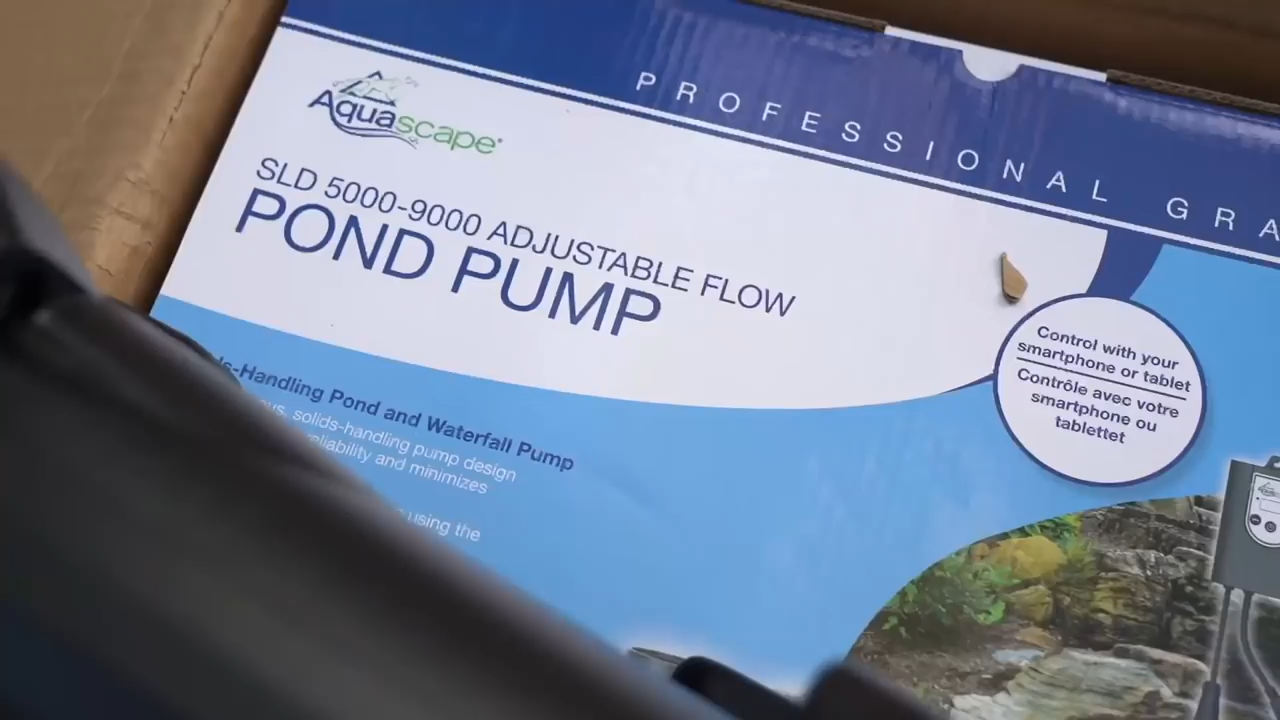 PROFESSIONAL GRA
Aquascape
SLD 5000-9000 ADJUSTABLE FLOW
POND PUMP
Control with your
smartphone or tablet
Contrôle avec votre
smartphone ou
tablettet
s-Handling Pond and Waterfall Pump
solids-handling pump design
reliability and minimizes
using the